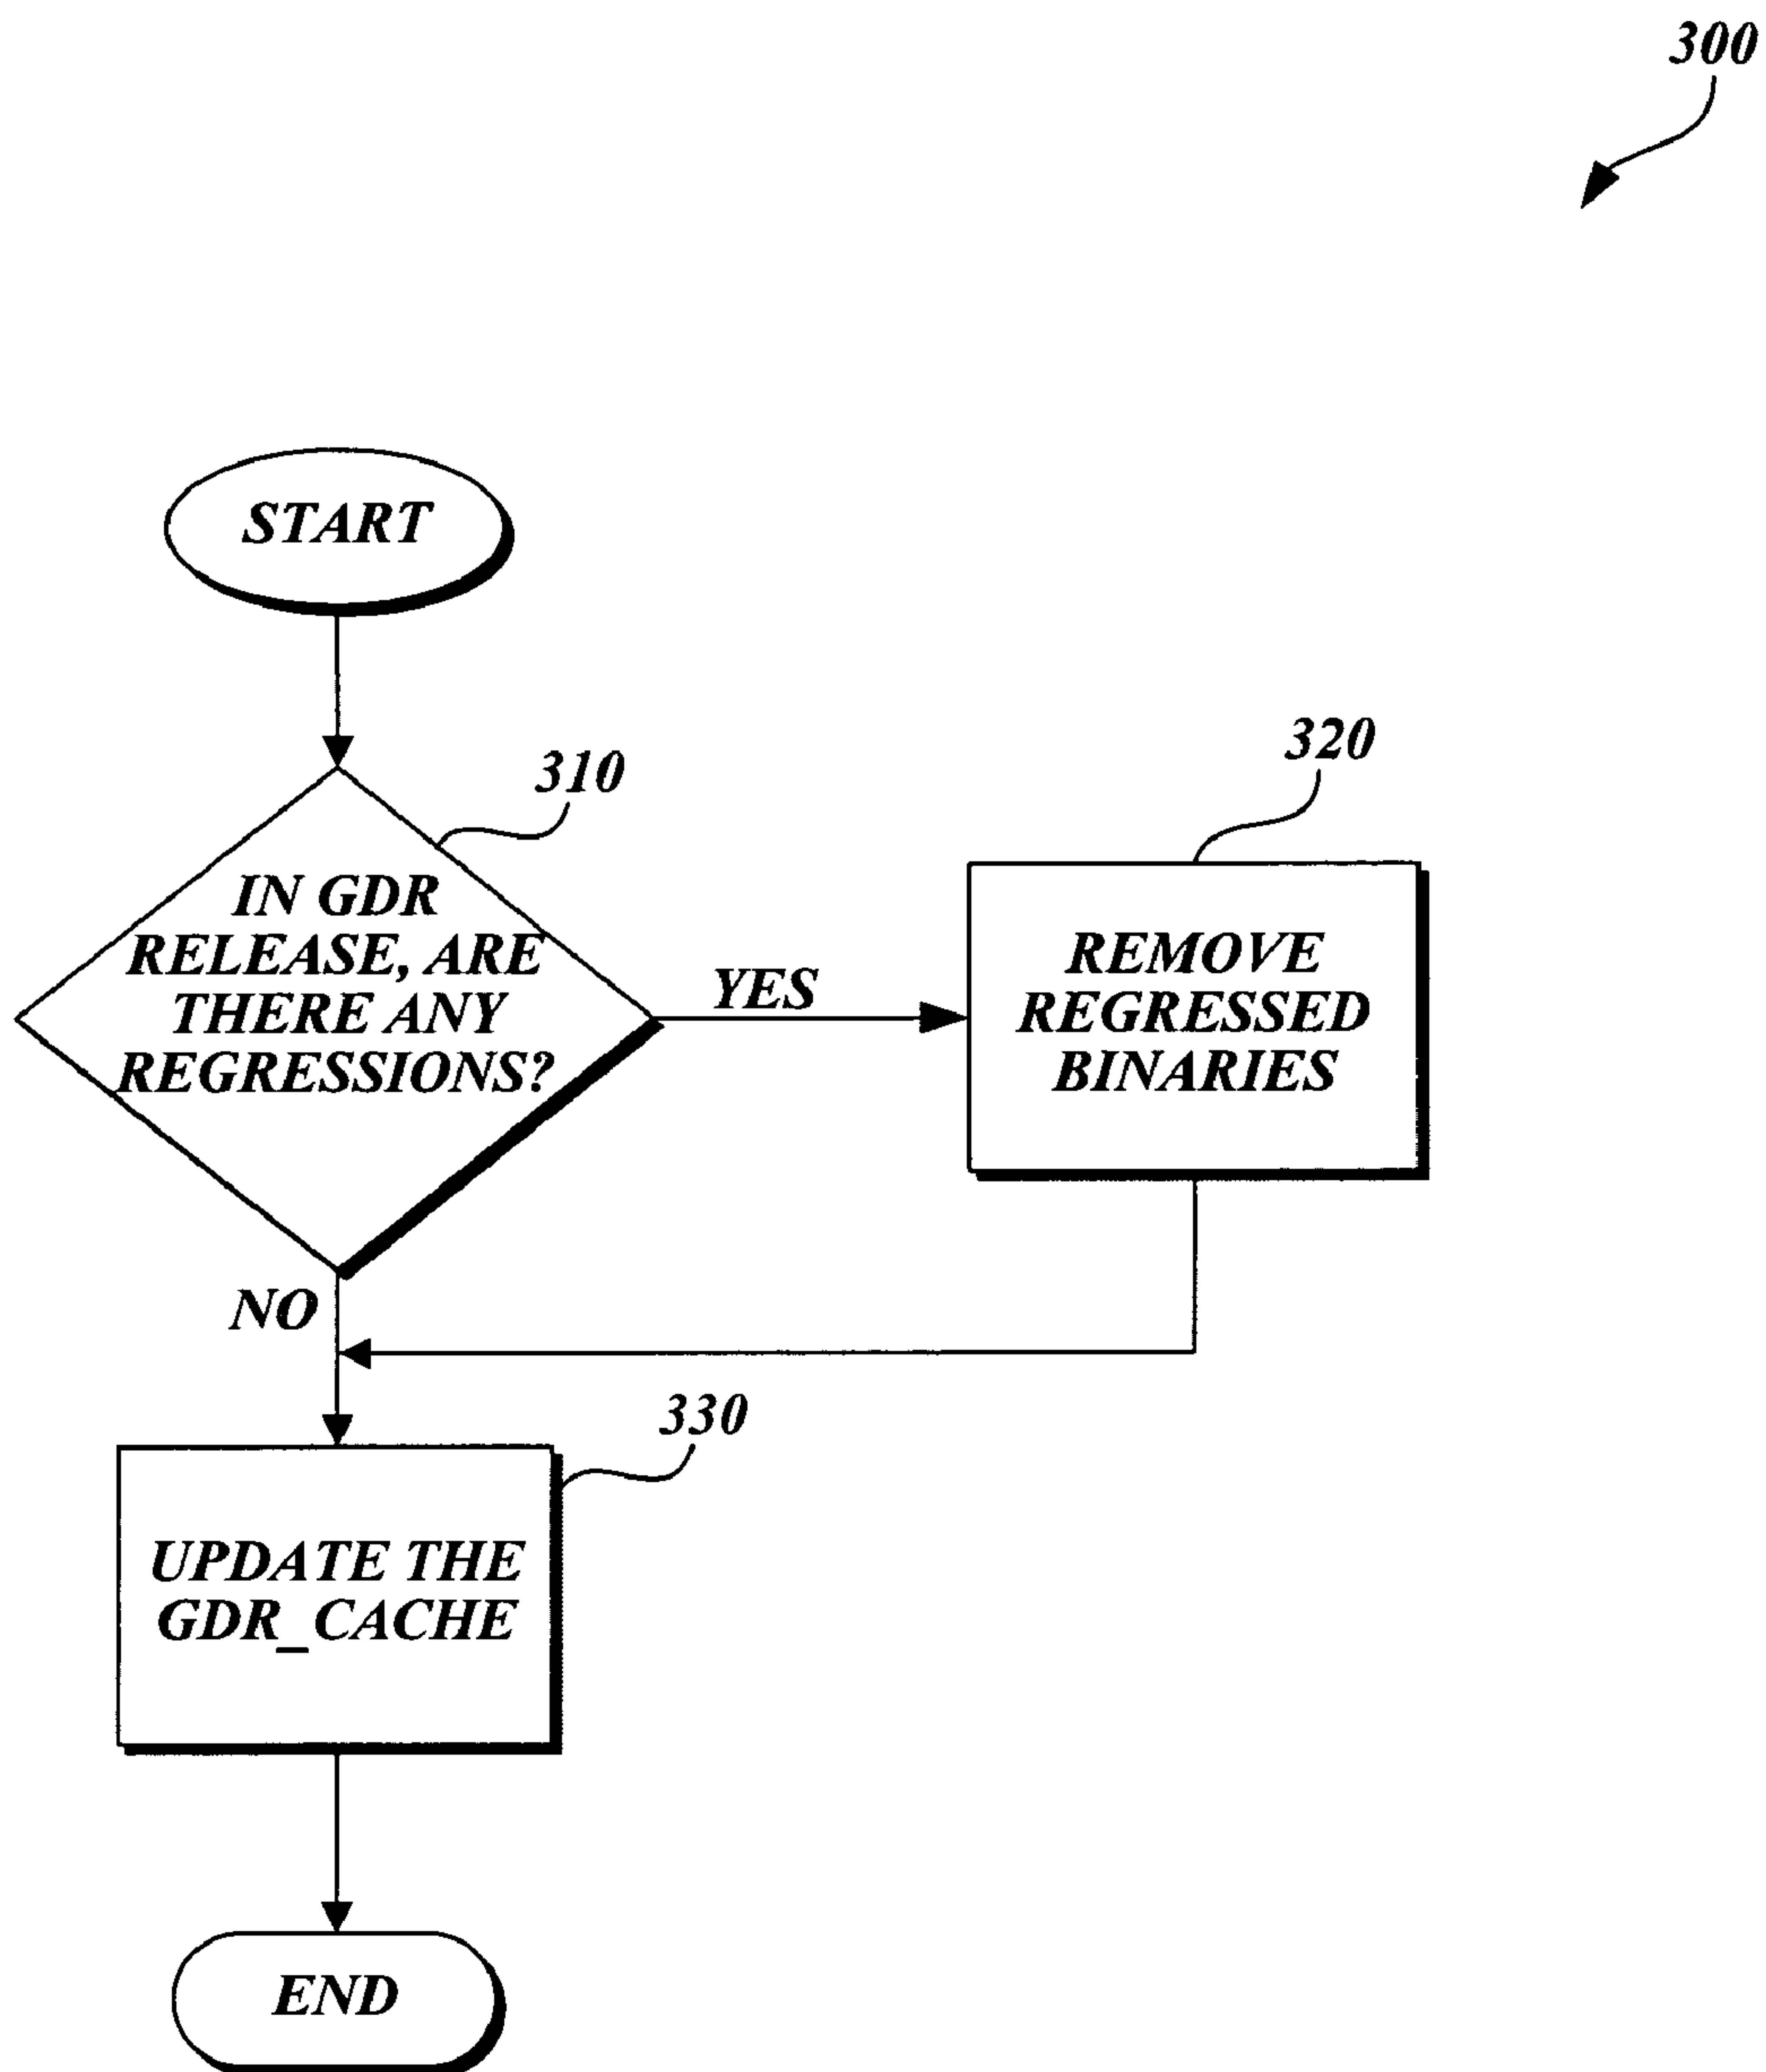 300
START
310
IN GDR
RELEASE, ARE
THERE ANY
REGRESSIONS?
YES
320
REMOVE
REGRESSED
BINARIES
NO
330
UPDATE THE
GDR_CACHE
END